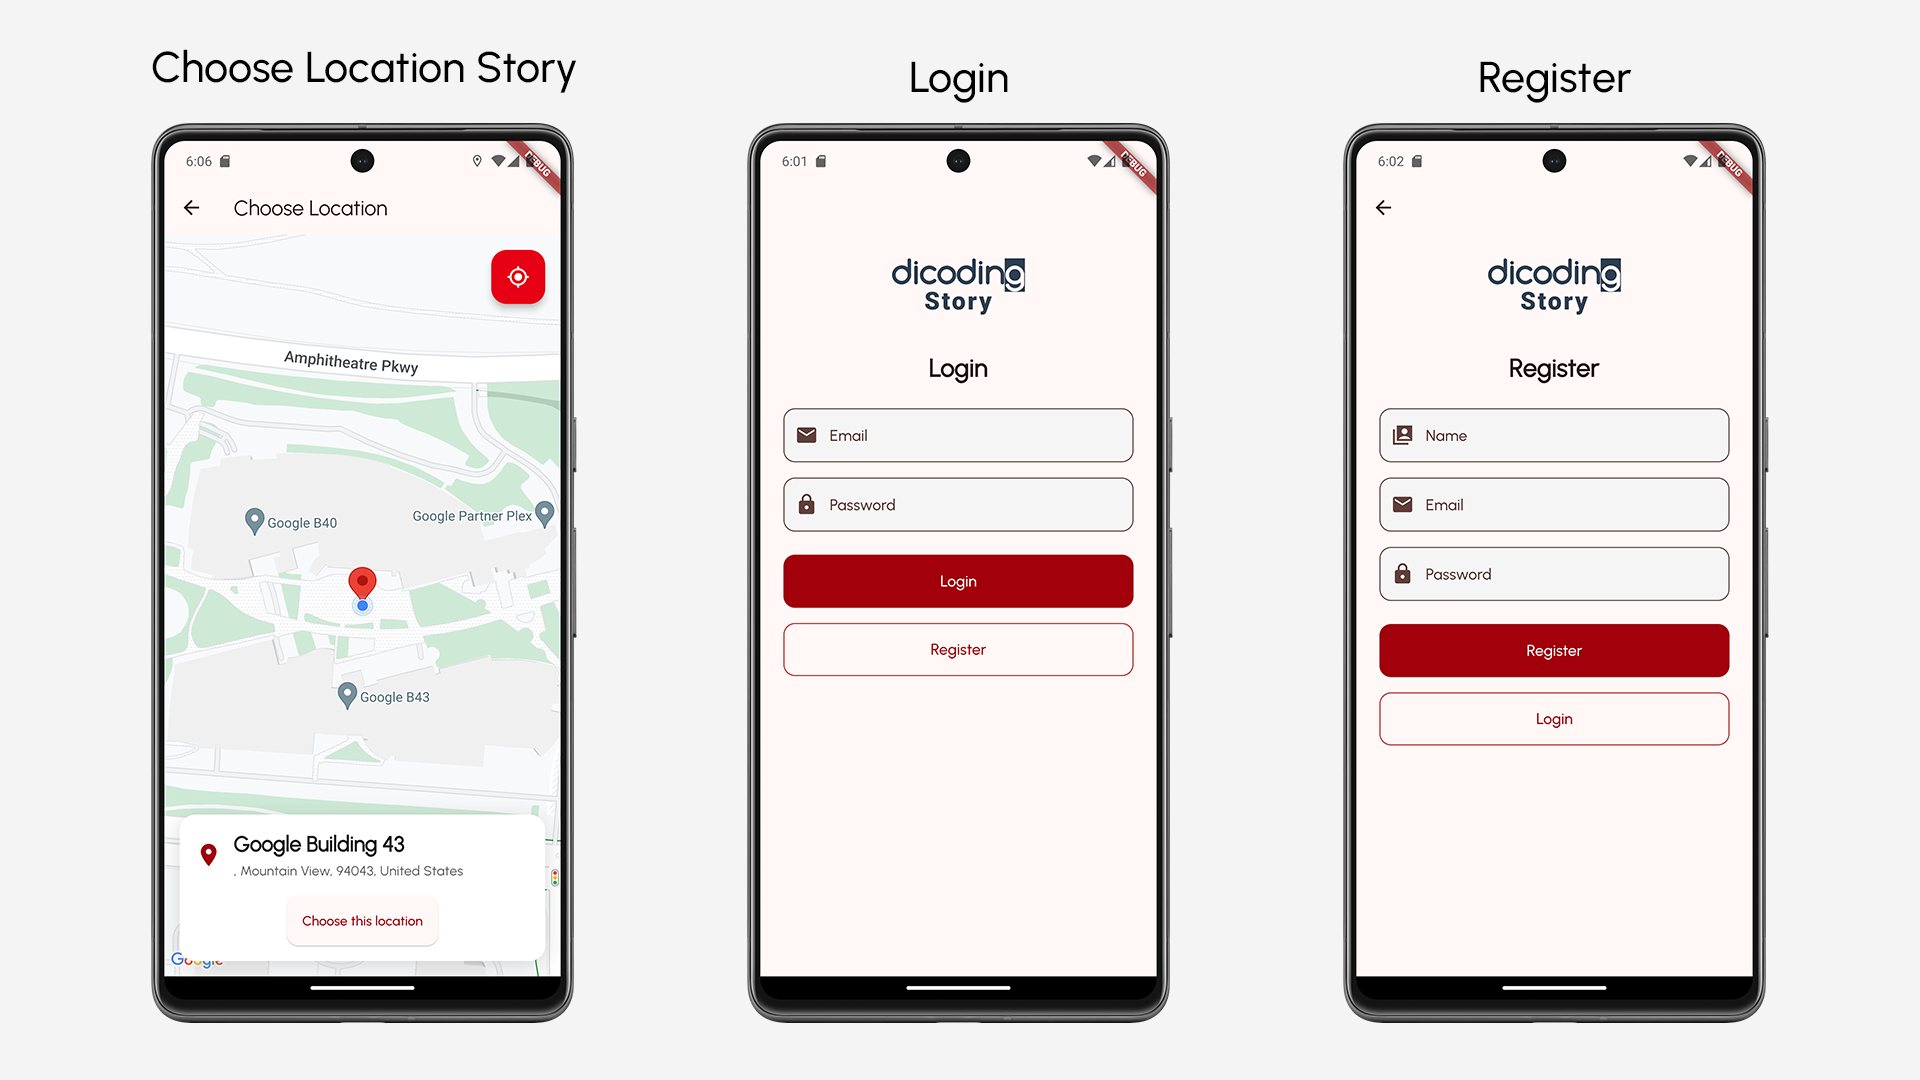 Choose Location Story
6:06
DEBUG
Choose Location
Amphitheatre Pkwy
Google B40
Google Partner Plex
Google B43
Google Building 43
, Mountain View, 94043, United States
Choose this location
Google
Login
6:01
DEBUG
dicoding
Story
Login
Email
Password
Login
Register
Register
6:02
DEBUG
dicoding
Story
Register
Name
Email
Password
Register
Login